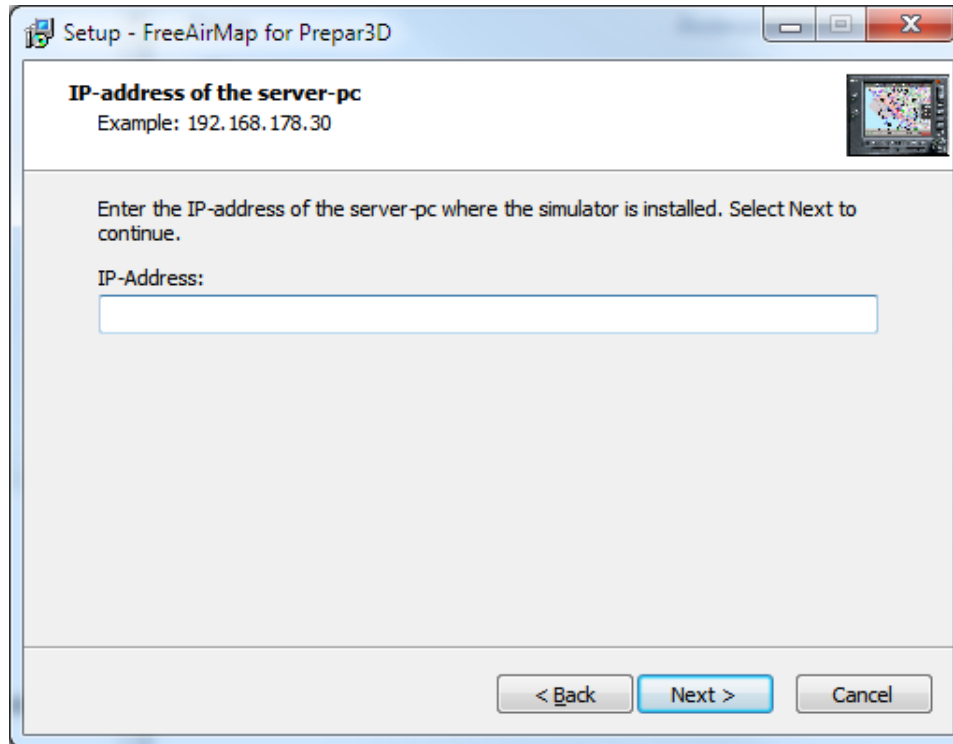 Setup - FreeAirMap for Prepar3D
IP-address of the server-pc
Example: 192.168.178.30
Enter the IP-address of the server-pc where the simulator is installed. Select Next to
continue.
IP-Address:
< Back
Next >
Cancel